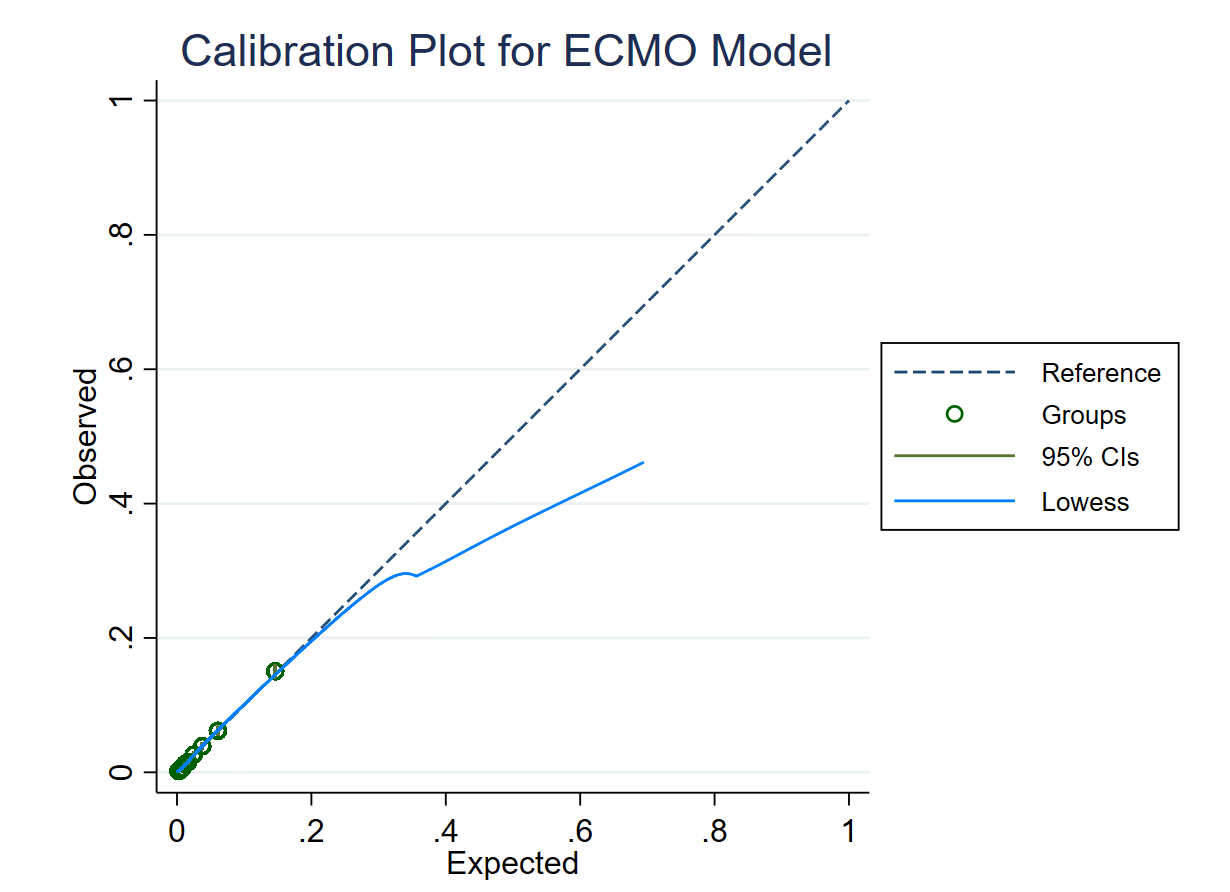 Calibration Plot for ECMO Model
Observed
1
.8
.6
.4
.2
0
0 .2 .4 .6 .8 1
Expected
Reference
Groups
95% CIs
Lowess